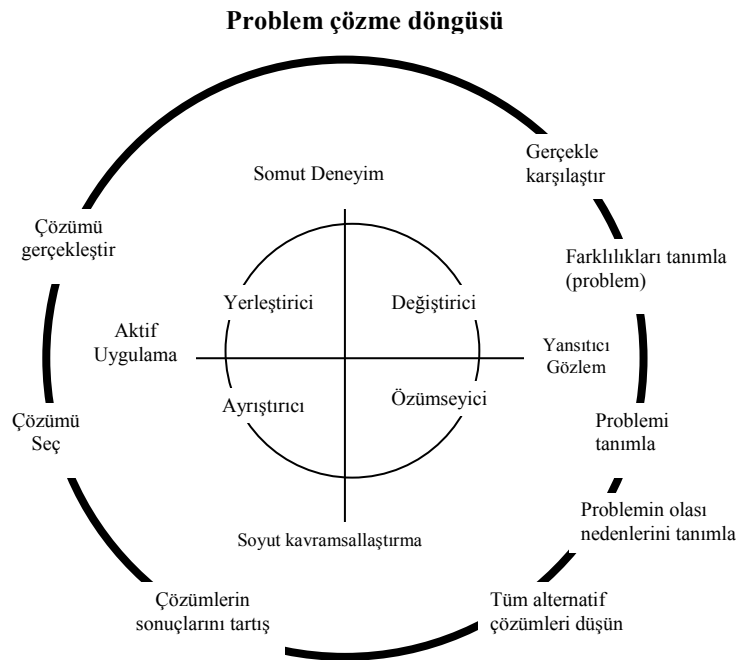 Problem çözme döngüsü
Gerçekle
karşılaştır
Somut Deneyim
Çözümü
gerçekleştir
Farklılıkları tanımla
(problem)
Yerleştirici
Değiştirici
Aktif
Uygulama
Yansıtıcı
Gözlem
Ayrıştırıcı
Özümseyici
Çözümü
Seç
Problemi
tanımla
Problemin olası
nedenlerini tanımla
Soyut kavramsallaştırma
Çözümlerin
sonuçlarını tartış
Tüm alternatif
çözümleri düşün